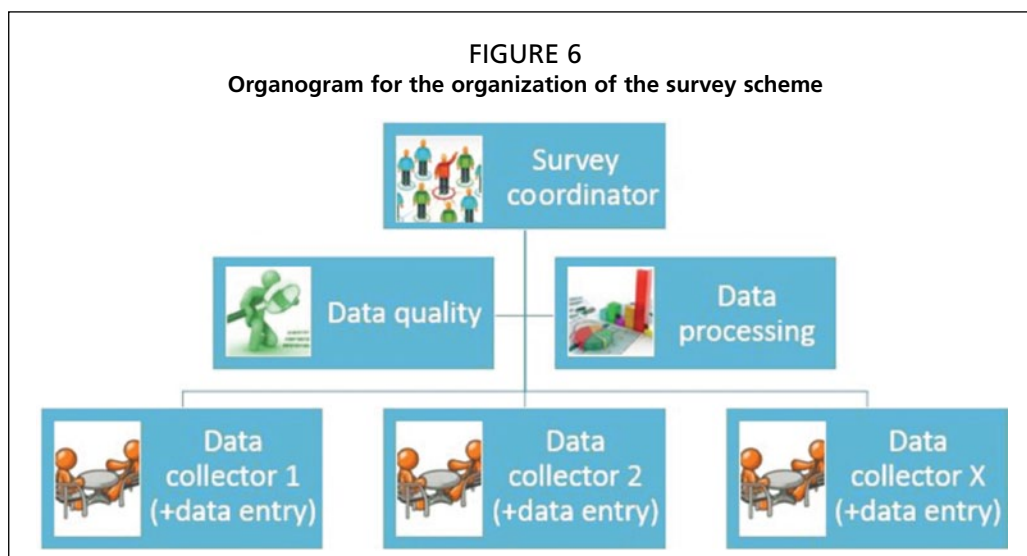 FIGURE 6
Organogram for the organization of the survey scheme
Survey
coordinator
Data quality
Data
processing
Data
collector 1
(+data entry)
Data
collector 2
(+data entry)
Data
collector X
(+data entry)